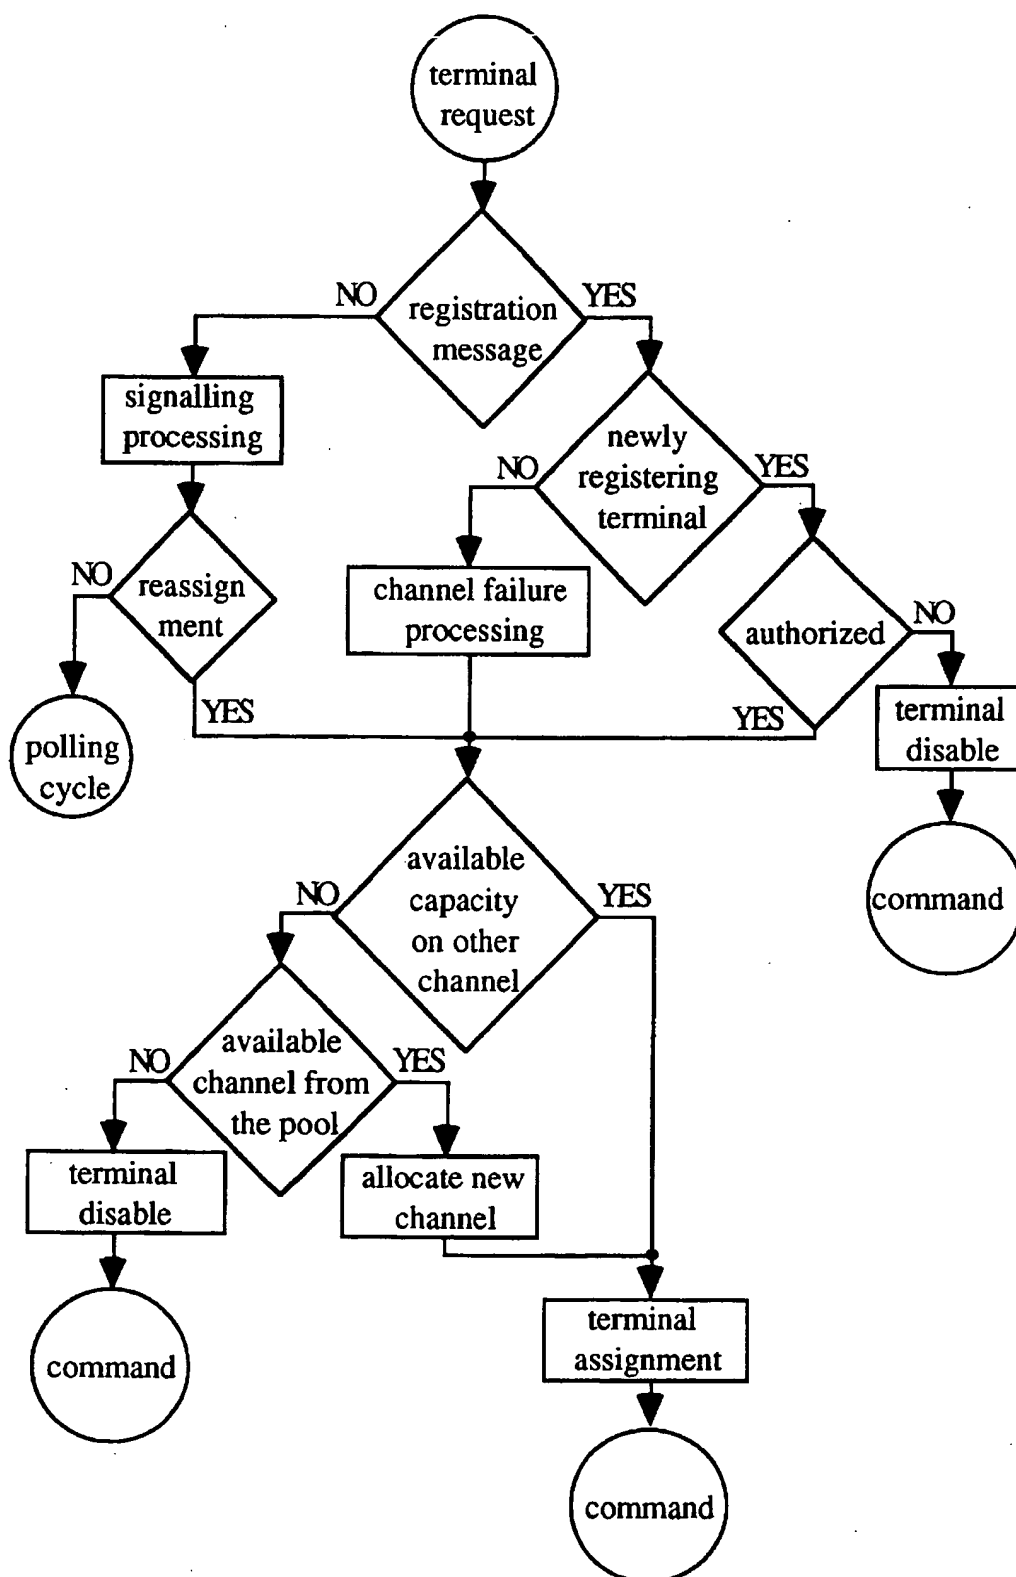 terminal
request
NO
YES
registration
message
signalling
processing
newly
registering
terminal
NO
YES
NO
reassign
ment
channel failure
processing
authorized
NO
YES
YES
terminal
disable
polling
cycle
available
capacity
on other
channel
NO
YES
command
available
channel from
the pool
NO
YES
terminal
disable
allocate new
channel
command
terminal
assignment
command